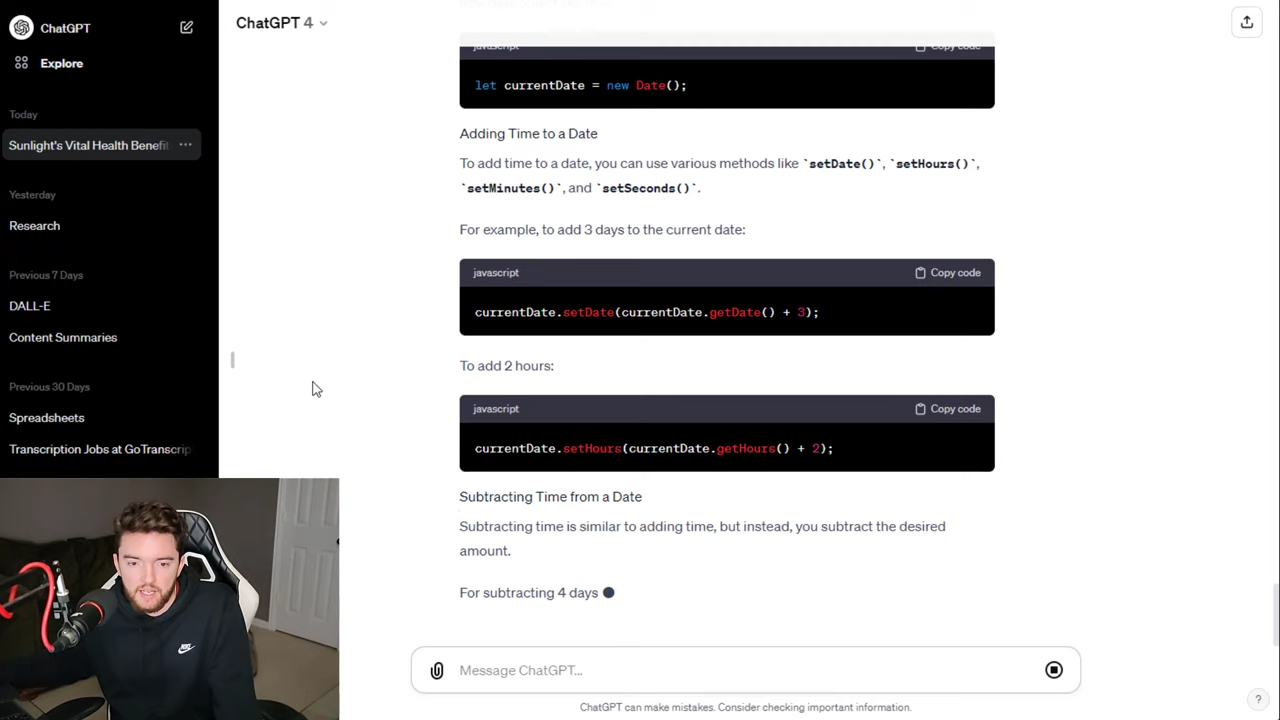 ChatGPT
Explore
Today
Sunlight's Vital Health Benefit
Yesterday
Research
Previous 7 Days
DALL-E
Content Summaries
Previous 30 Days
Spreadsheets
Transcription Jobs at GoTranscrip
ChatGPT 4
javascript
Copy code
let currentDate = new Date();
Adding Time to a Date
To add time to a date, you can use various methods like `setDate()`, `setHours()`,
`setMinutes()`, and `setSeconds()`.
For example, to add 3 days to the current date:
javascript
Copy code
currentDate.setDate(currentDate.getDate() + 3);
To add 2 hours:
javascript
Copy code
currentDate.setHours(currentDate.getHours() + 2);
Subtracting Time from a Date
Subtracting time is similar to adding time, but instead, you subtract the desired
amount.
For subtracting 4 days
Message ChatGPT...
ChatGPT can make mistakes. Consider checking important information.
?